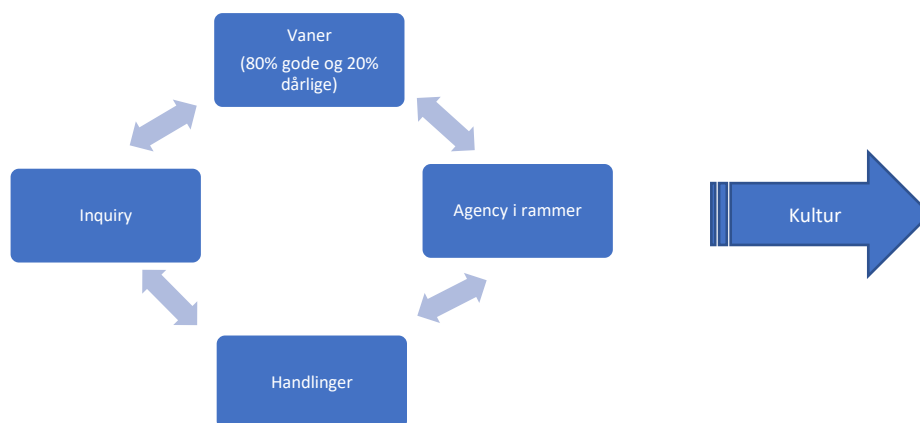 Vaner
(80% gode og 20%
dårlige)
Inquiry
Agency i rammer
Kultur
Handlinger